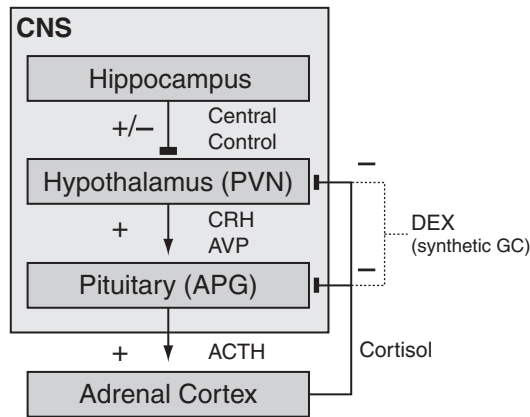 CNS
Hippocampus
+/–
Central
Control
Hypothalamus (PVN)
–
+
CRH
AVP
DEX
(synthetic GC)
–
Pituitary (APG)
+
ACTH
Cortisol
Adrenal Cortex